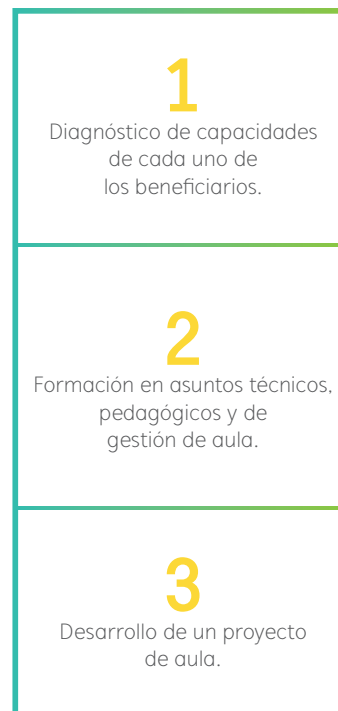 1
Diagnóstico de capacidades
de cada uno de
los beneficiarios.
2
Formación en asuntos técnicos,
pedagógicos y de
gestión de aula.
3
Desarrollo de un proyecto
de aula.